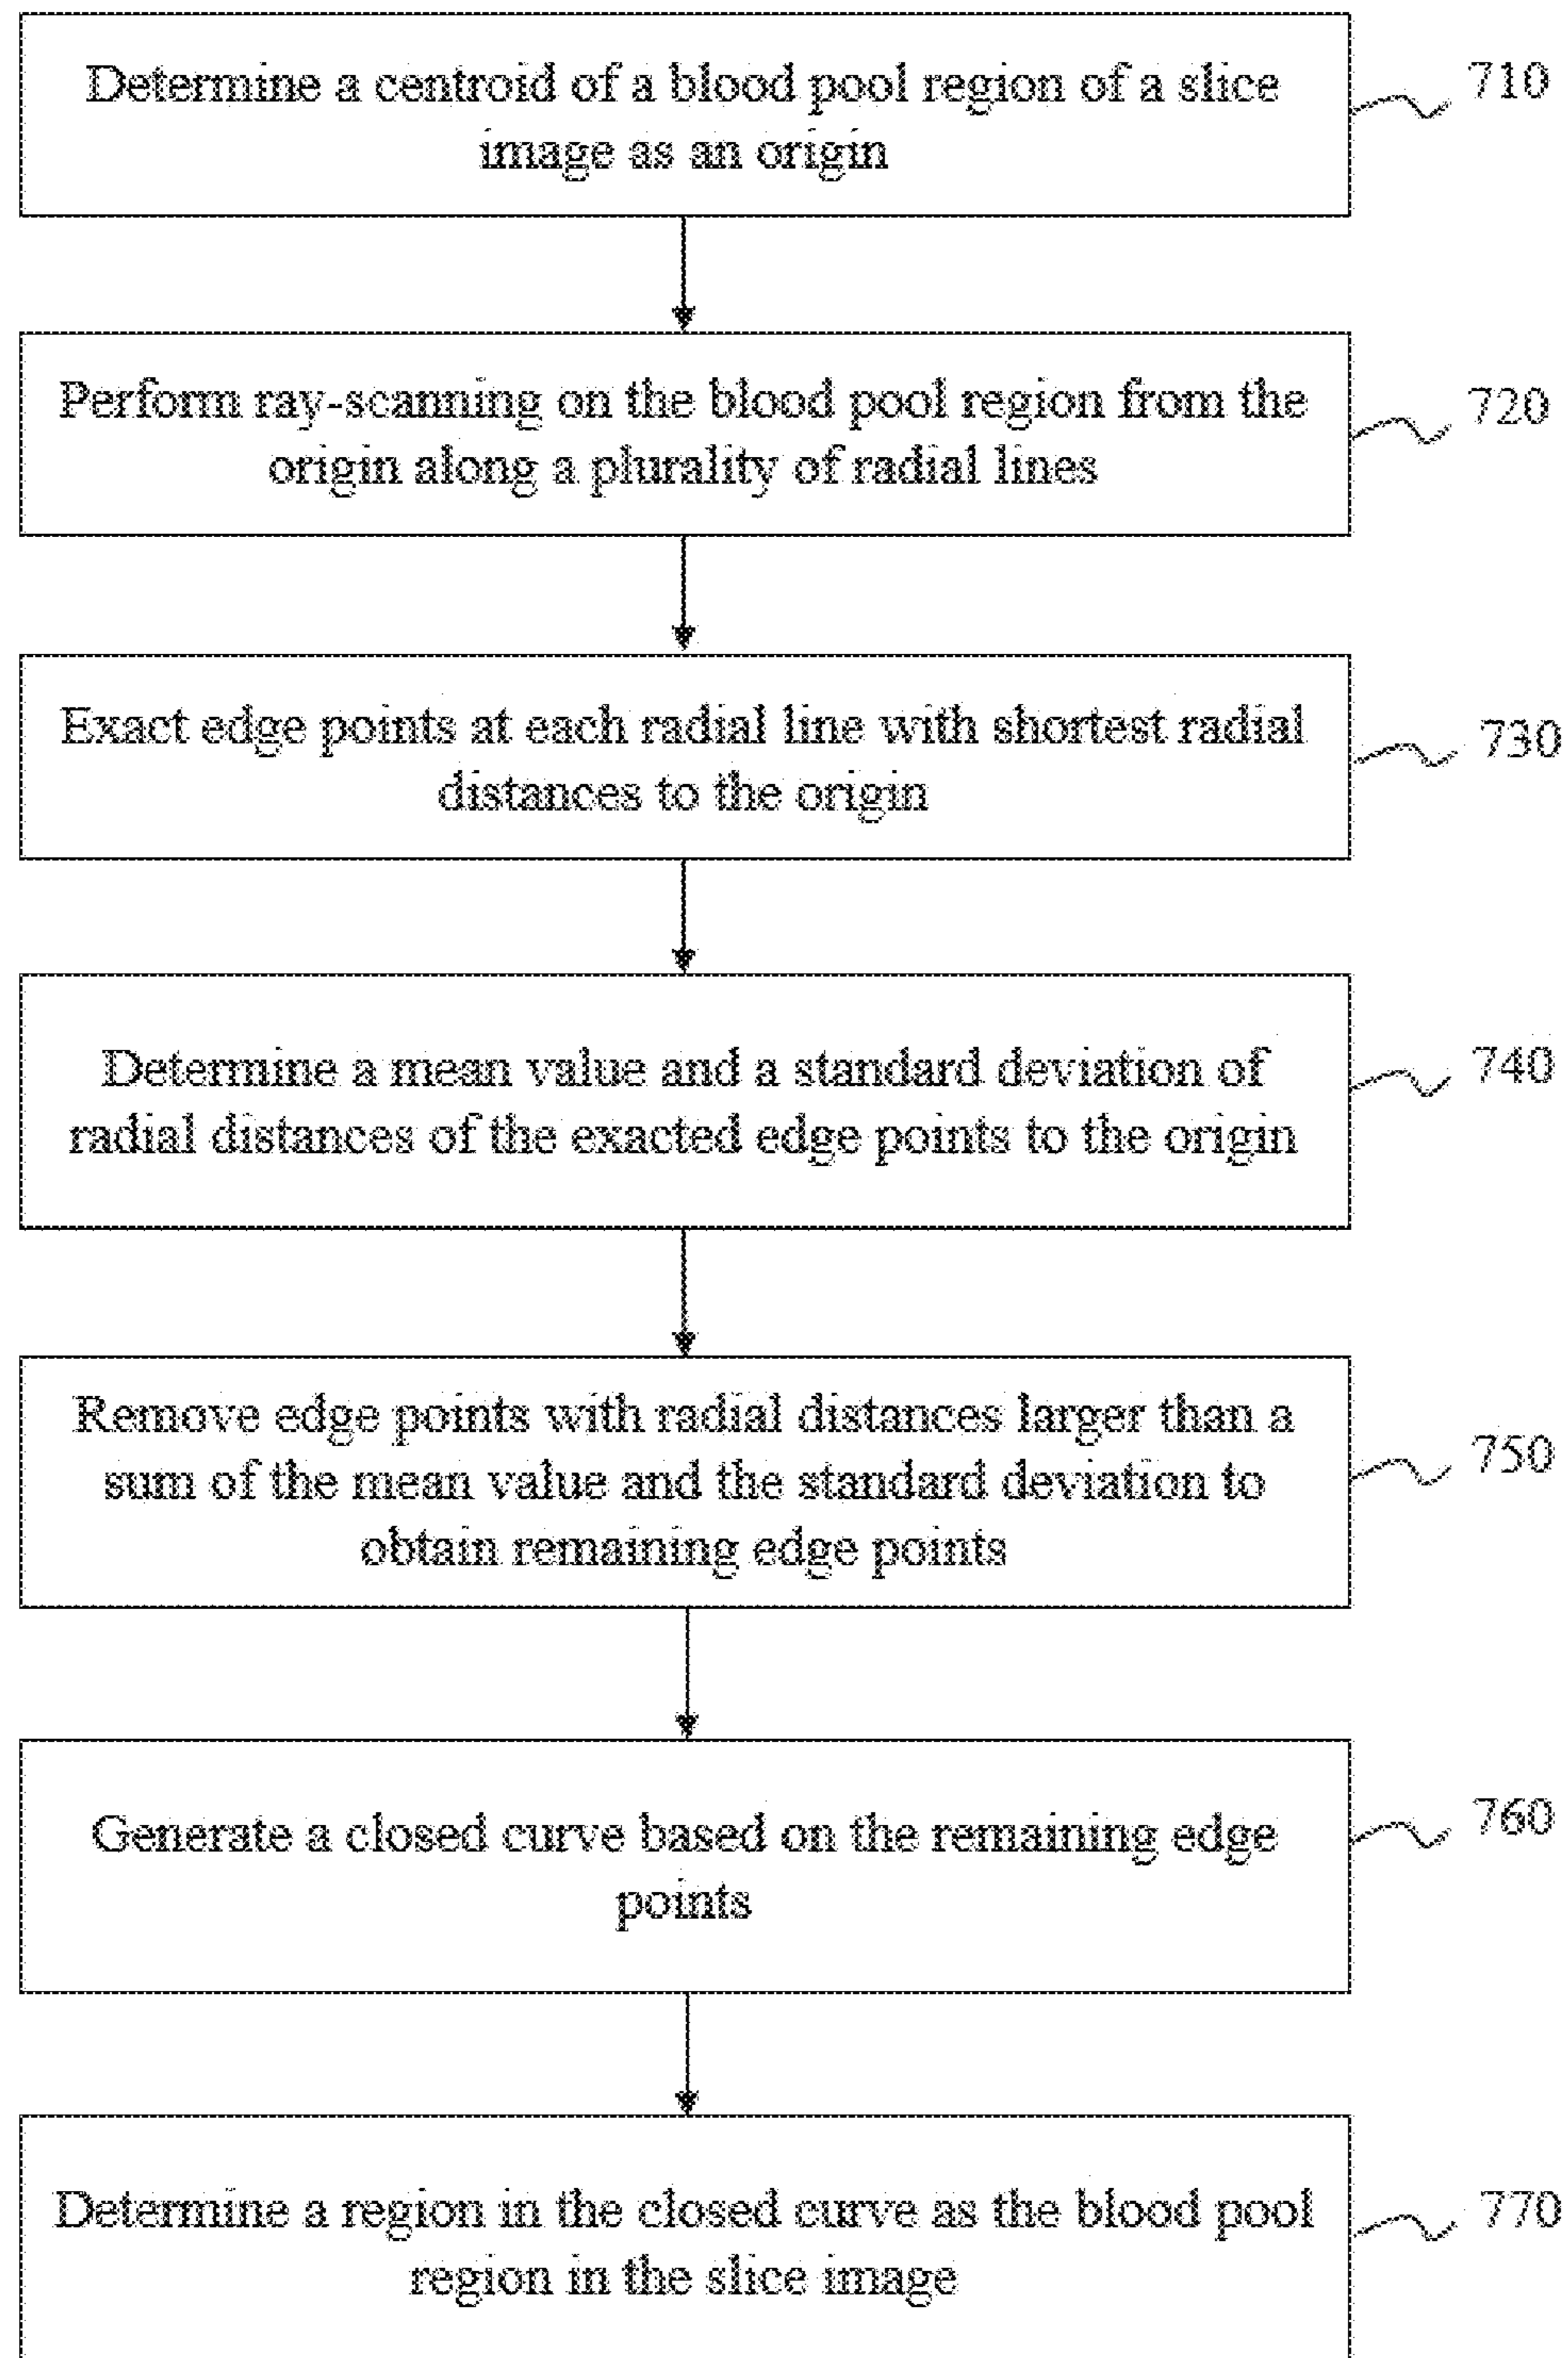 Determine a centroid of a blood pool region of a slice
image as an origin
710
Perform ray-scanning on the blood pool region from the
origin along a plurality of radial lines
720
Exact edge points at each radial line with shortest radial
distances to the origin
730
Determine a mean value and a standard deviation of
radial distances of the exacted edge points to the origin
740
Remove edge points with radial distances larger than a
sum of the mean value and the standard deviation to
obtain remaining edge points
750
Generate a closed curve based on the remaining edge
points
760
Determine a region in the closed curve as the blood pool
region in the slice image
770